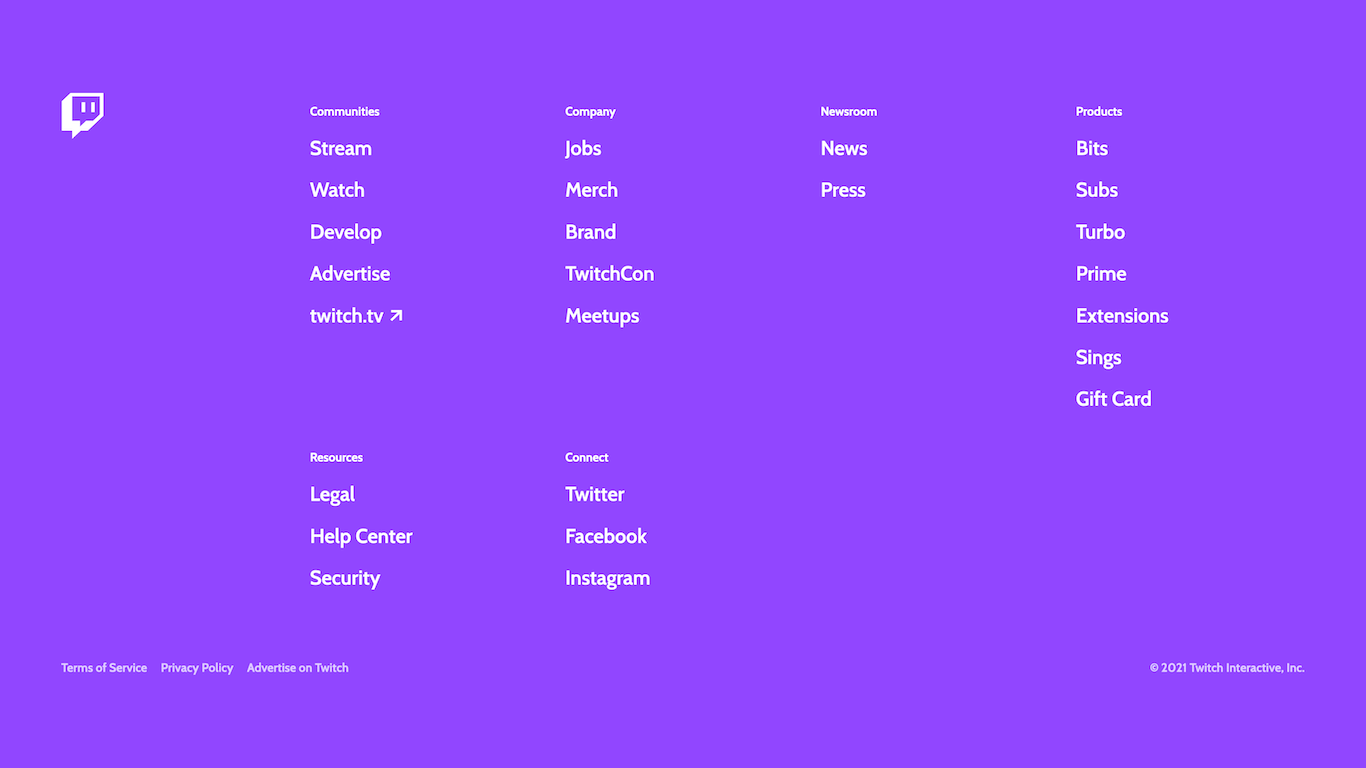 Communities
Stream
Watch
Develop
Advertise
twitch.tv
Company
Jobs
Merch
Brand
TwitchCon
Meetups
Newsroom
News
Press
Products
Bits
Subs
Turbo
Prime
Extensions
Sings
Gift Card
Resources
Legal
Help Center
Security
Connect
Twitter
Facebook
Instagram
Terms of Service Privacy Policy Advertise on Twitch
© 2021 Twitch Interactive, Inc.